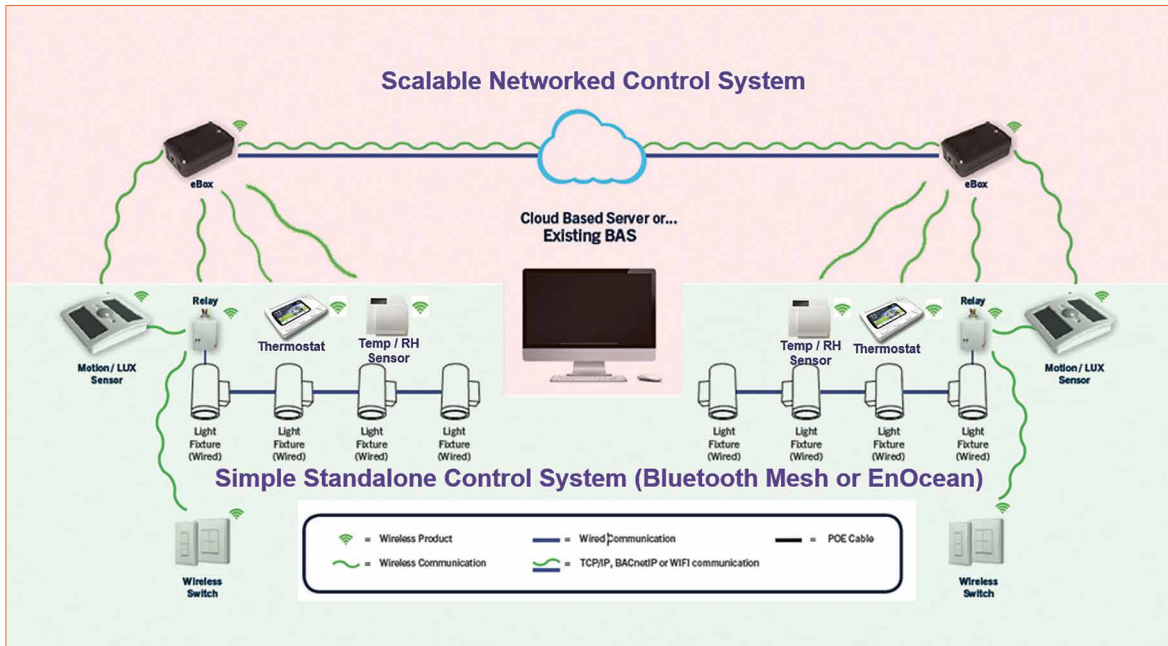 Scalable Networked Control System
eBox
eBox
Cloud Based Server or...
Existing BAS
Relay
Relay
Thermostat
Temp / RH
Sensor
Temp / RH
Sensor
Thermostat
Motion / LUX
Sensor
Motion / LUX
Sensor
Light
Fixture
(Wired)
Light
Fixture
(Wired)
Light
Fixture
(Wired)
Light
Fixture
(Wired)
Light
Fixture
(Wired)
Light
Fixture
(Wired)
Light
Fixture
(Wired)
Light
Fixture
(Wired)
Simple Standalone Control System (Bluetooth Mesh or EnOcean)
= Wireless Product
= Wired Communication
= POE Cable
= Wireless Communication
= TCP/IP, BACnetIP or WIFI communication
Wireless
Switch
Wireless
Switch